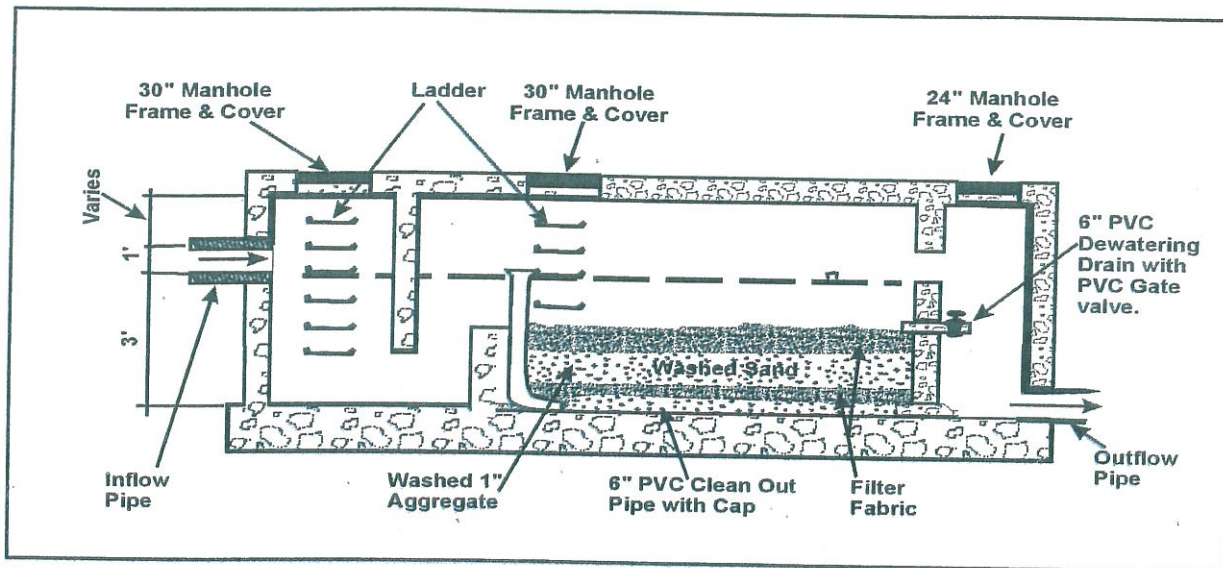 30" Manhole
Frame & Cover
Ladder
30" Manhole
Frame & Cover
24" Manhole
Frame & Cover
Varies
1'
3'
6" PVC
Dewatering
Drain with
PVC Gate
valve.
Washed Sand
Inflow
Pipe
Washed 1"
Aggregate
6" PVC Clean Out
Pipe with Cap
Filter
Fabric
Outflow
Pipe